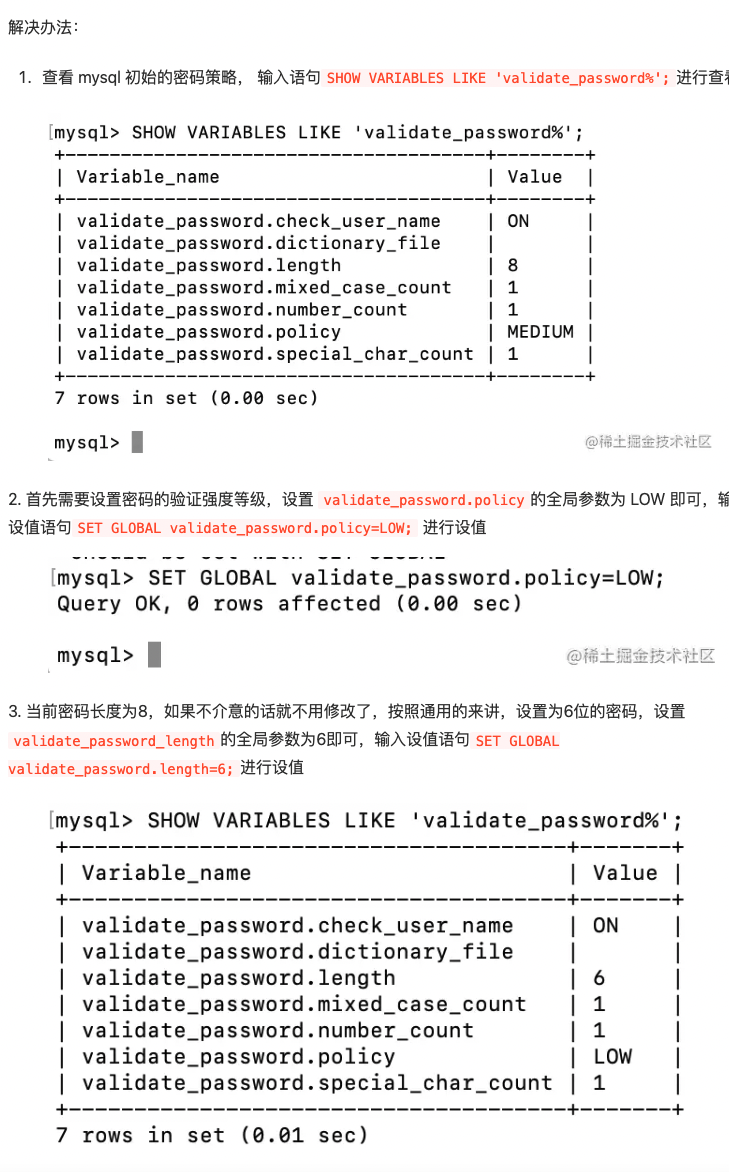 解决办法：
1. 查看 mysql 初始的密码策略， 输入语句 SHOW VARIABLES LIKE 'validate_password%'; 进行查看
[mysql> SHOW VARIABLES LIKE 'validate_password%';
+--------------------------------------+--------+
| Variable_name                        | Value  |
+--------------------------------------+--------+
| validate_password.check_user_name    | ON     |
| validate_password.dictionary_file    |        |
| validate_password.length             | 8      |
| validate_password.mixed_case_count   | 1      |
| validate_password.number_count       | 1      |
| validate_password.policy             | MEDIUM |
| validate_password.special_char_count | 1      |
+--------------------------------------+--------+
7 rows in set (0.00 sec)
mysql>
@稀土掘金技术社区
2. 首先需要设置密码的验证强度等级，设置 validate_password.policy 的全局参数为 LOW 即可，输
设值语句 SET GLOBAL validate_password.policy=LOW; 进行设值
[mysql> SET GLOBAL validate_password.policy=LOW;
Query OK, 0 rows affected (0.00 sec)
mysql>
@稀土掘金技术社区
3. 当前密码长度为8，如果不介意的话就不用修改了，按照通用的来讲，设置为6位的密码，设置
validate_password_length 的全局参数为6即可，输入设值语句 SET GLOBAL
validate_password.length=6; 进行设值
[mysql> SHOW VARIABLES LIKE 'validate_password%';
+--------------------------------------+-------+
| Variable_name                        | Value |
+--------------------------------------+-------+
| validate_password.check_user_name    | ON    |
| validate_password.dictionary_file    |       |
| validate_password.length             | 6     |
| validate_password.mixed_case_count   | 1     |
| validate_password.number_count       | 1     |
| validate_password.policy             | LOW   |
| validate_password.special_char_count | 1     |
+--------------------------------------+-------+
7 rows in set (0.01 sec)